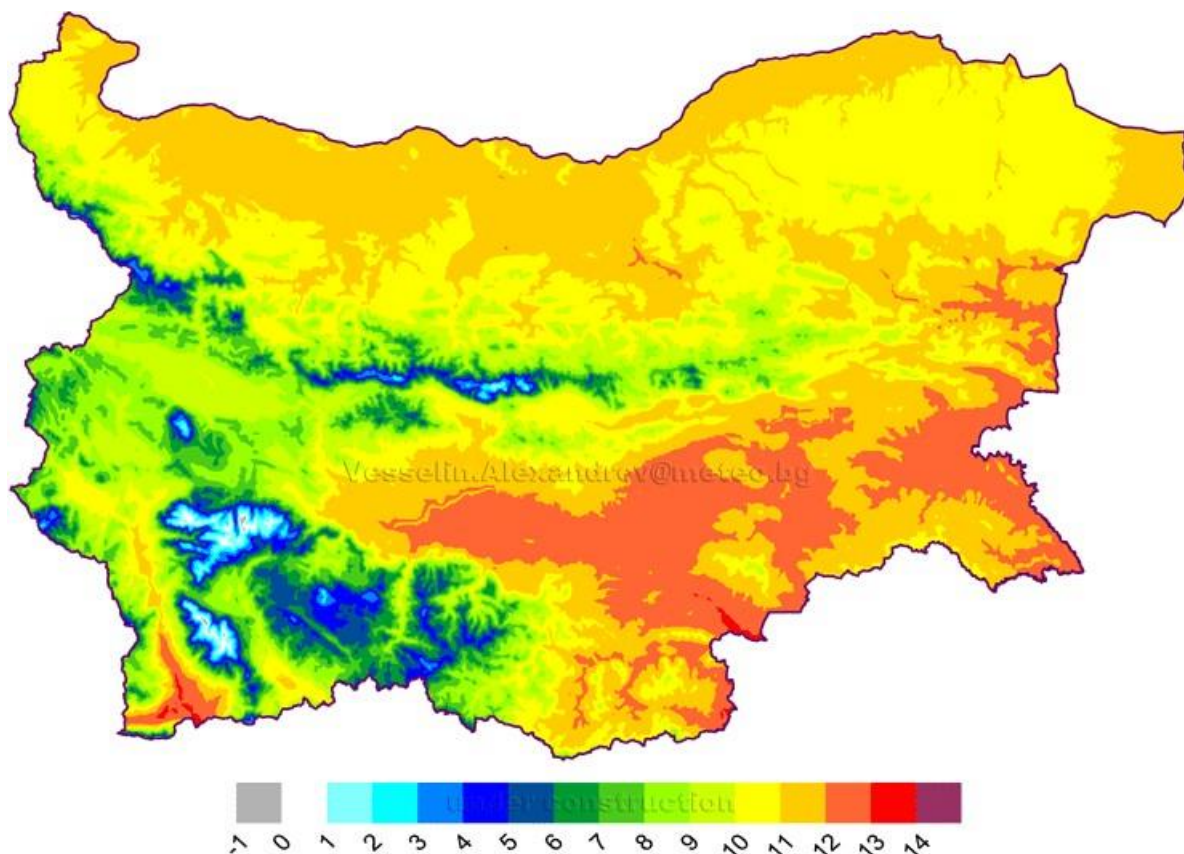 Vesselin.Alexandrov@meteo.bg
under construction
-1 0 1 2 3 4 5 6 7 8 9 10 11 12 13 14